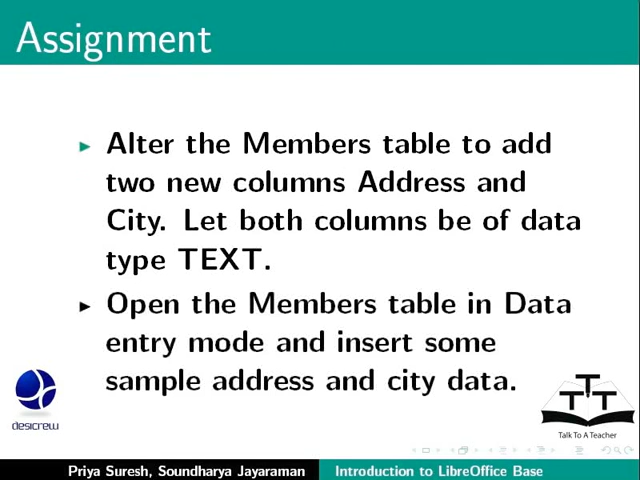 Assignment
Alter the Members table to add
two new columns Address and
City. Let both columns be of data
type TEXT.
Open the Members table in Data
entry mode and insert some
sample address and city data.
desicrew
TTT
Talk To A Teacher
Priya Suresh, Soundharya Jayaraman
Introduction to LibreOffice Base